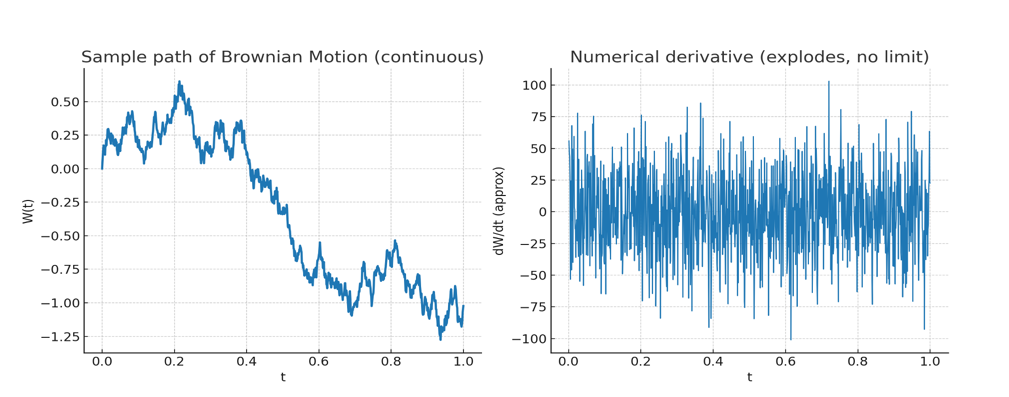 Sample path of Brownian Motion (continuous)
W(t)
0.50
0.25
0.00
−0.25
−0.50
−0.75
−1.00
−1.25
0.0 0.2 0.4 0.6 0.8 1.0
t
Numerical derivative (explodes, no limit)
dW/dt (approx)
100
75
50
25
0
−25
−50
−75
−100
0.0 0.2 0.4 0.6 0.8 1.0
t